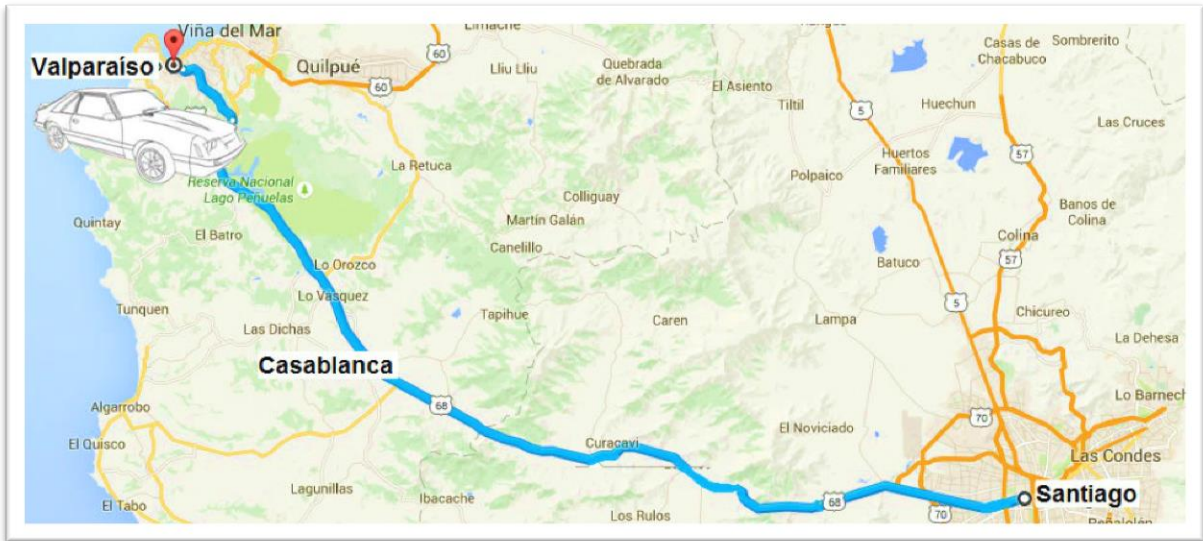 Viña del Mar
Limache
60
Casas de
Chacabuco
Sombrerito
Valparaíso
Quilpué
60
Lliu Lliu
Quebrada
de Alvarado
El Asiento
Tiltil
5
Huechun
Las Cruces
La Retuca
Huertos
Familiares
57
Polpaico
Reserva Nacional
Lago Peñuelas
Colliguay
Baños de
Colina
Quintay
El Batro
Martín Galán
Canelillo
Colina
57
Batuco
Lo Orozco
Lo Vasquez
5
Tunquen
Las Dichas
Tapihue
Caren
Lampa
Chicureo
La Dehesa
Casablanca
Algarrobo
68
70
Lo Barnech
El Quisco
Curacaví
El Noviciado
Las Condes
El Tabo
Lagunillas
Ibacache
Los Rulos
68
70
Santiago
Peñalolén